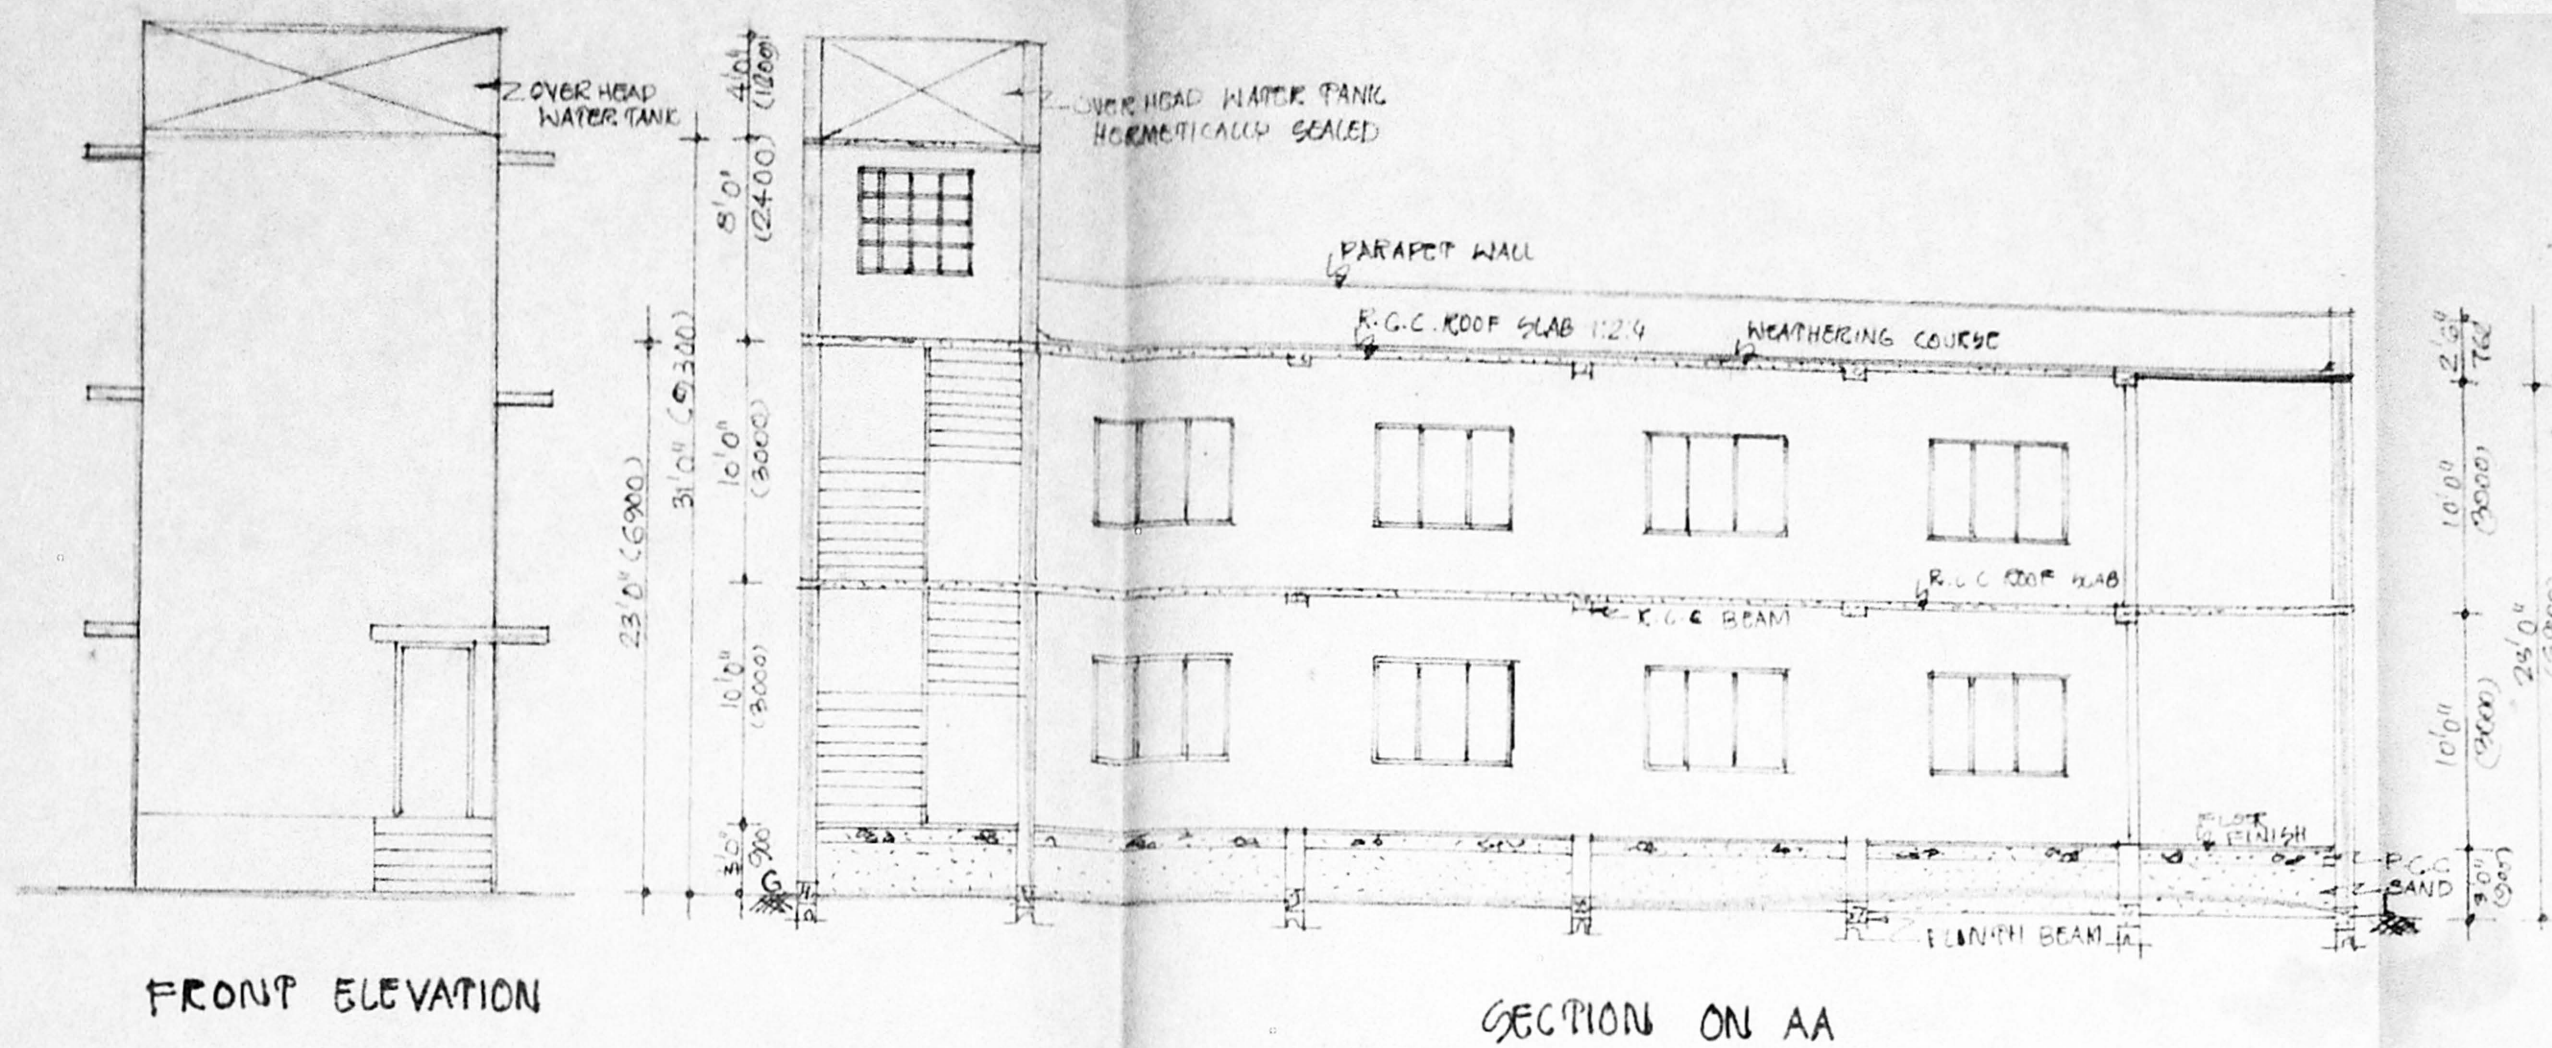 OVER HEAD
WATER TANK
4'0"
(1200)
8'0"
(2400)
OVER HEAD WATER TANK
HERMETICALLY SEALED
PARAPET WALL
R.C.C. ROOF SLAB 1:2:4
WEATHERING COURSE
2'6"
762
31'0" (9300)
23'0" (6900)
10'0"
(3000)
10'0"
(3000)
10'0"
(3000)
R.C.C ROOF SLAB
R.C.C BEAM
23'0"
10'0"
(3000)
3'0"
900
G
FINISH
P.C.C
SAND
3'0"
(900)
PLINTH BEAM
FRONT ELEVATION
SECTION ON AA